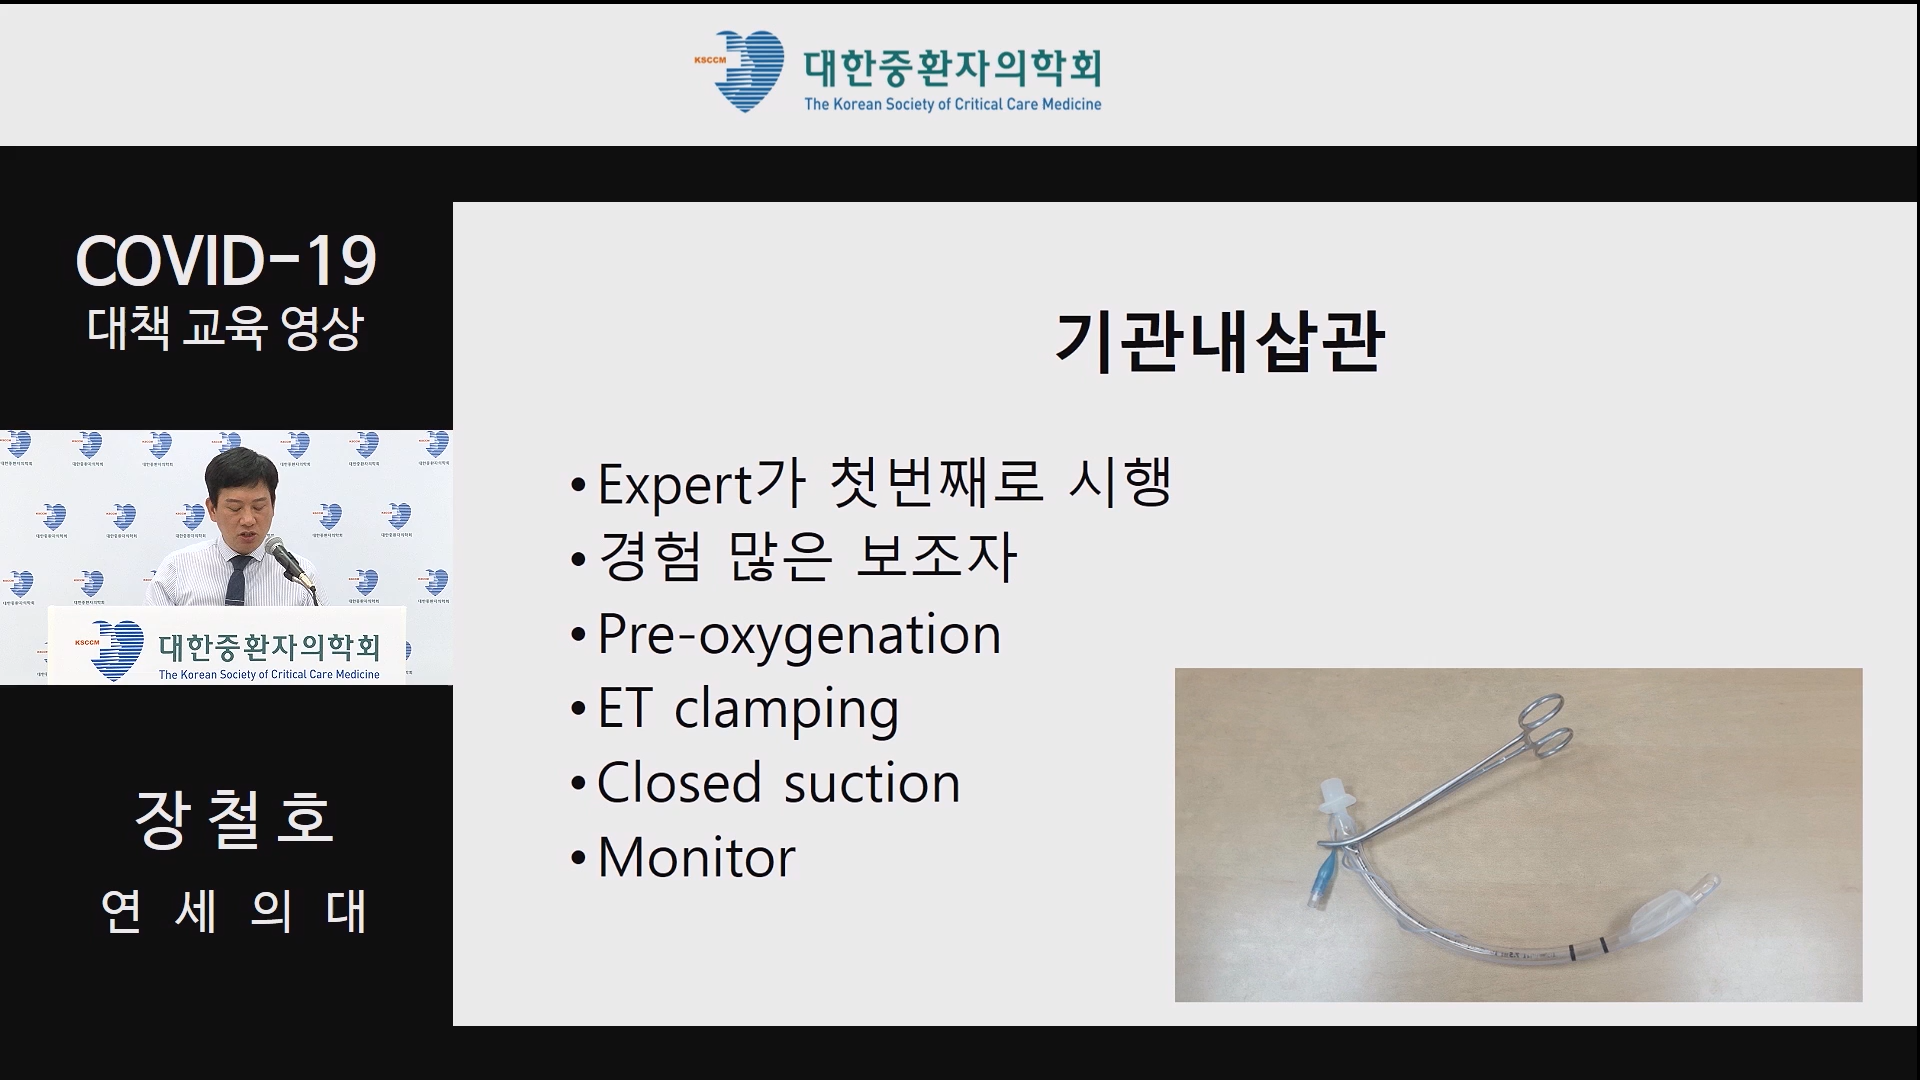 KSCCM
대한중환자의학회
The Korean Society of Critical Care Medicine
COVID-19
대책 교육 영상
KSCCM
대한중환자의학회
The Korean Society of Critical Care Medicine
장철호
연세의대
기관내삽관
•Expert가 첫번째로 시행
•경험 많은 보조자
•Pre-oxygenation
•ET clamping
•Closed suction
•Monitor